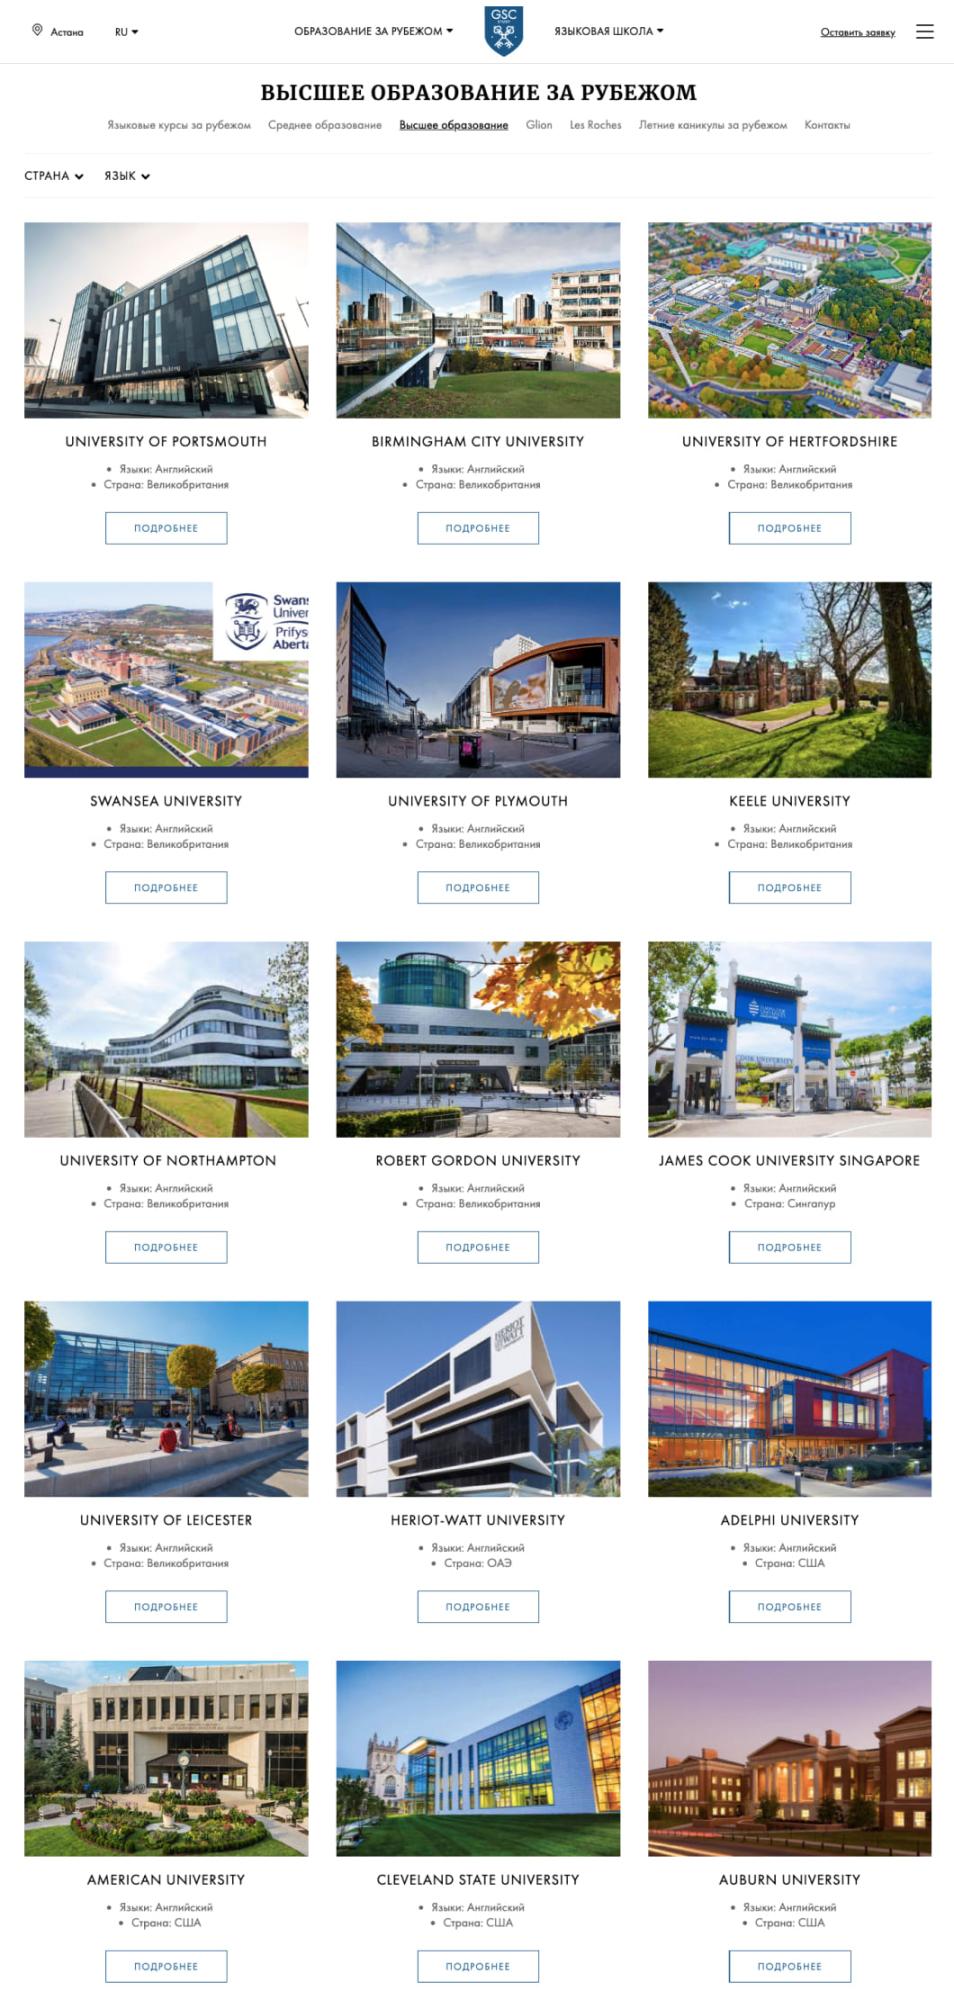 Астана
RU
ОБРАЗОВАНИЕ ЗА РУБЕЖОМ
GSC
ЯЗЫКОВАЯ ШКОЛА
Оставить заявку
ВЫСШЕЕ ОБРАЗОВАНИЕ ЗА РУБЕЖОМ
Языковые курсы за рубежом Среднее образование Высшее образование Glion Les Roches Летние каникулы за рубежом Контакты
СТРАНА ЯЗЫК
UNIVERSITY OF PORTSMOUTH
Языки: Английский
Страна: Великобритания
ПОДРОБНЕЕ
BIRMINGHAM CITY UNIVERSITY
Языки: Английский
Страна: Великобритания
ПОДРОБНЕЕ
UNIVERSITY OF HERTFORDSHIRE
Языки: Английский
Страна: Великобритания
ПОДРОБНЕЕ
Swans
Univer
Prifys
Aberta
SWANSEA UNIVERSITY
Языки: Английский
Страна: Великобритания
ПОДРОБНЕЕ
UNIVERSITY OF PLYMOUTH
Языки: Английский
Страна: Великобритания
ПОДРОБНЕЕ
KEELE UNIVERSITY
Языки: Английский
Страна: Великобритания
ПОДРОБНЕЕ
UNIVERSITY OF NORTHAMPTON
Языки: Английский
Страна: Великобритания
ПОДРОБНЕЕ
ROBERT GORDON UNIVERSITY
Языки: Английский
Страна: Великобритания
ПОДРОБНЕЕ
COOK UNIVERSITY
JAMES COOK UNIVERSITY SINGAPORE
Языки: Английский
Страна: Сингапур
ПОДРОБНЕЕ
UNIVERSITY OF LEICESTER
Языки: Английский
Страна: Великобритания
ПОДРОБНЕЕ
HERIOT
WATT
UNIVERSITY
HERIOT-WATT UNIVERSITY
Языки: Английский
Страна: ОАЭ
ПОДРОБНЕЕ
ADELPHI UNIVERSITY
Языки: Английский
Страна: США
ПОДРОБНЕЕ
AMERICAN UNIVERSITY
Языки: Английский
Страна: США
ПОДРОБНЕЕ
CLEVELAND STATE UNIVERSITY
Языки: Английский
Страна: США
ПОДРОБНЕЕ
AUBURN UNIVERSITY
Языки: Английский
Страна: США
ПОДРОБНЕЕ